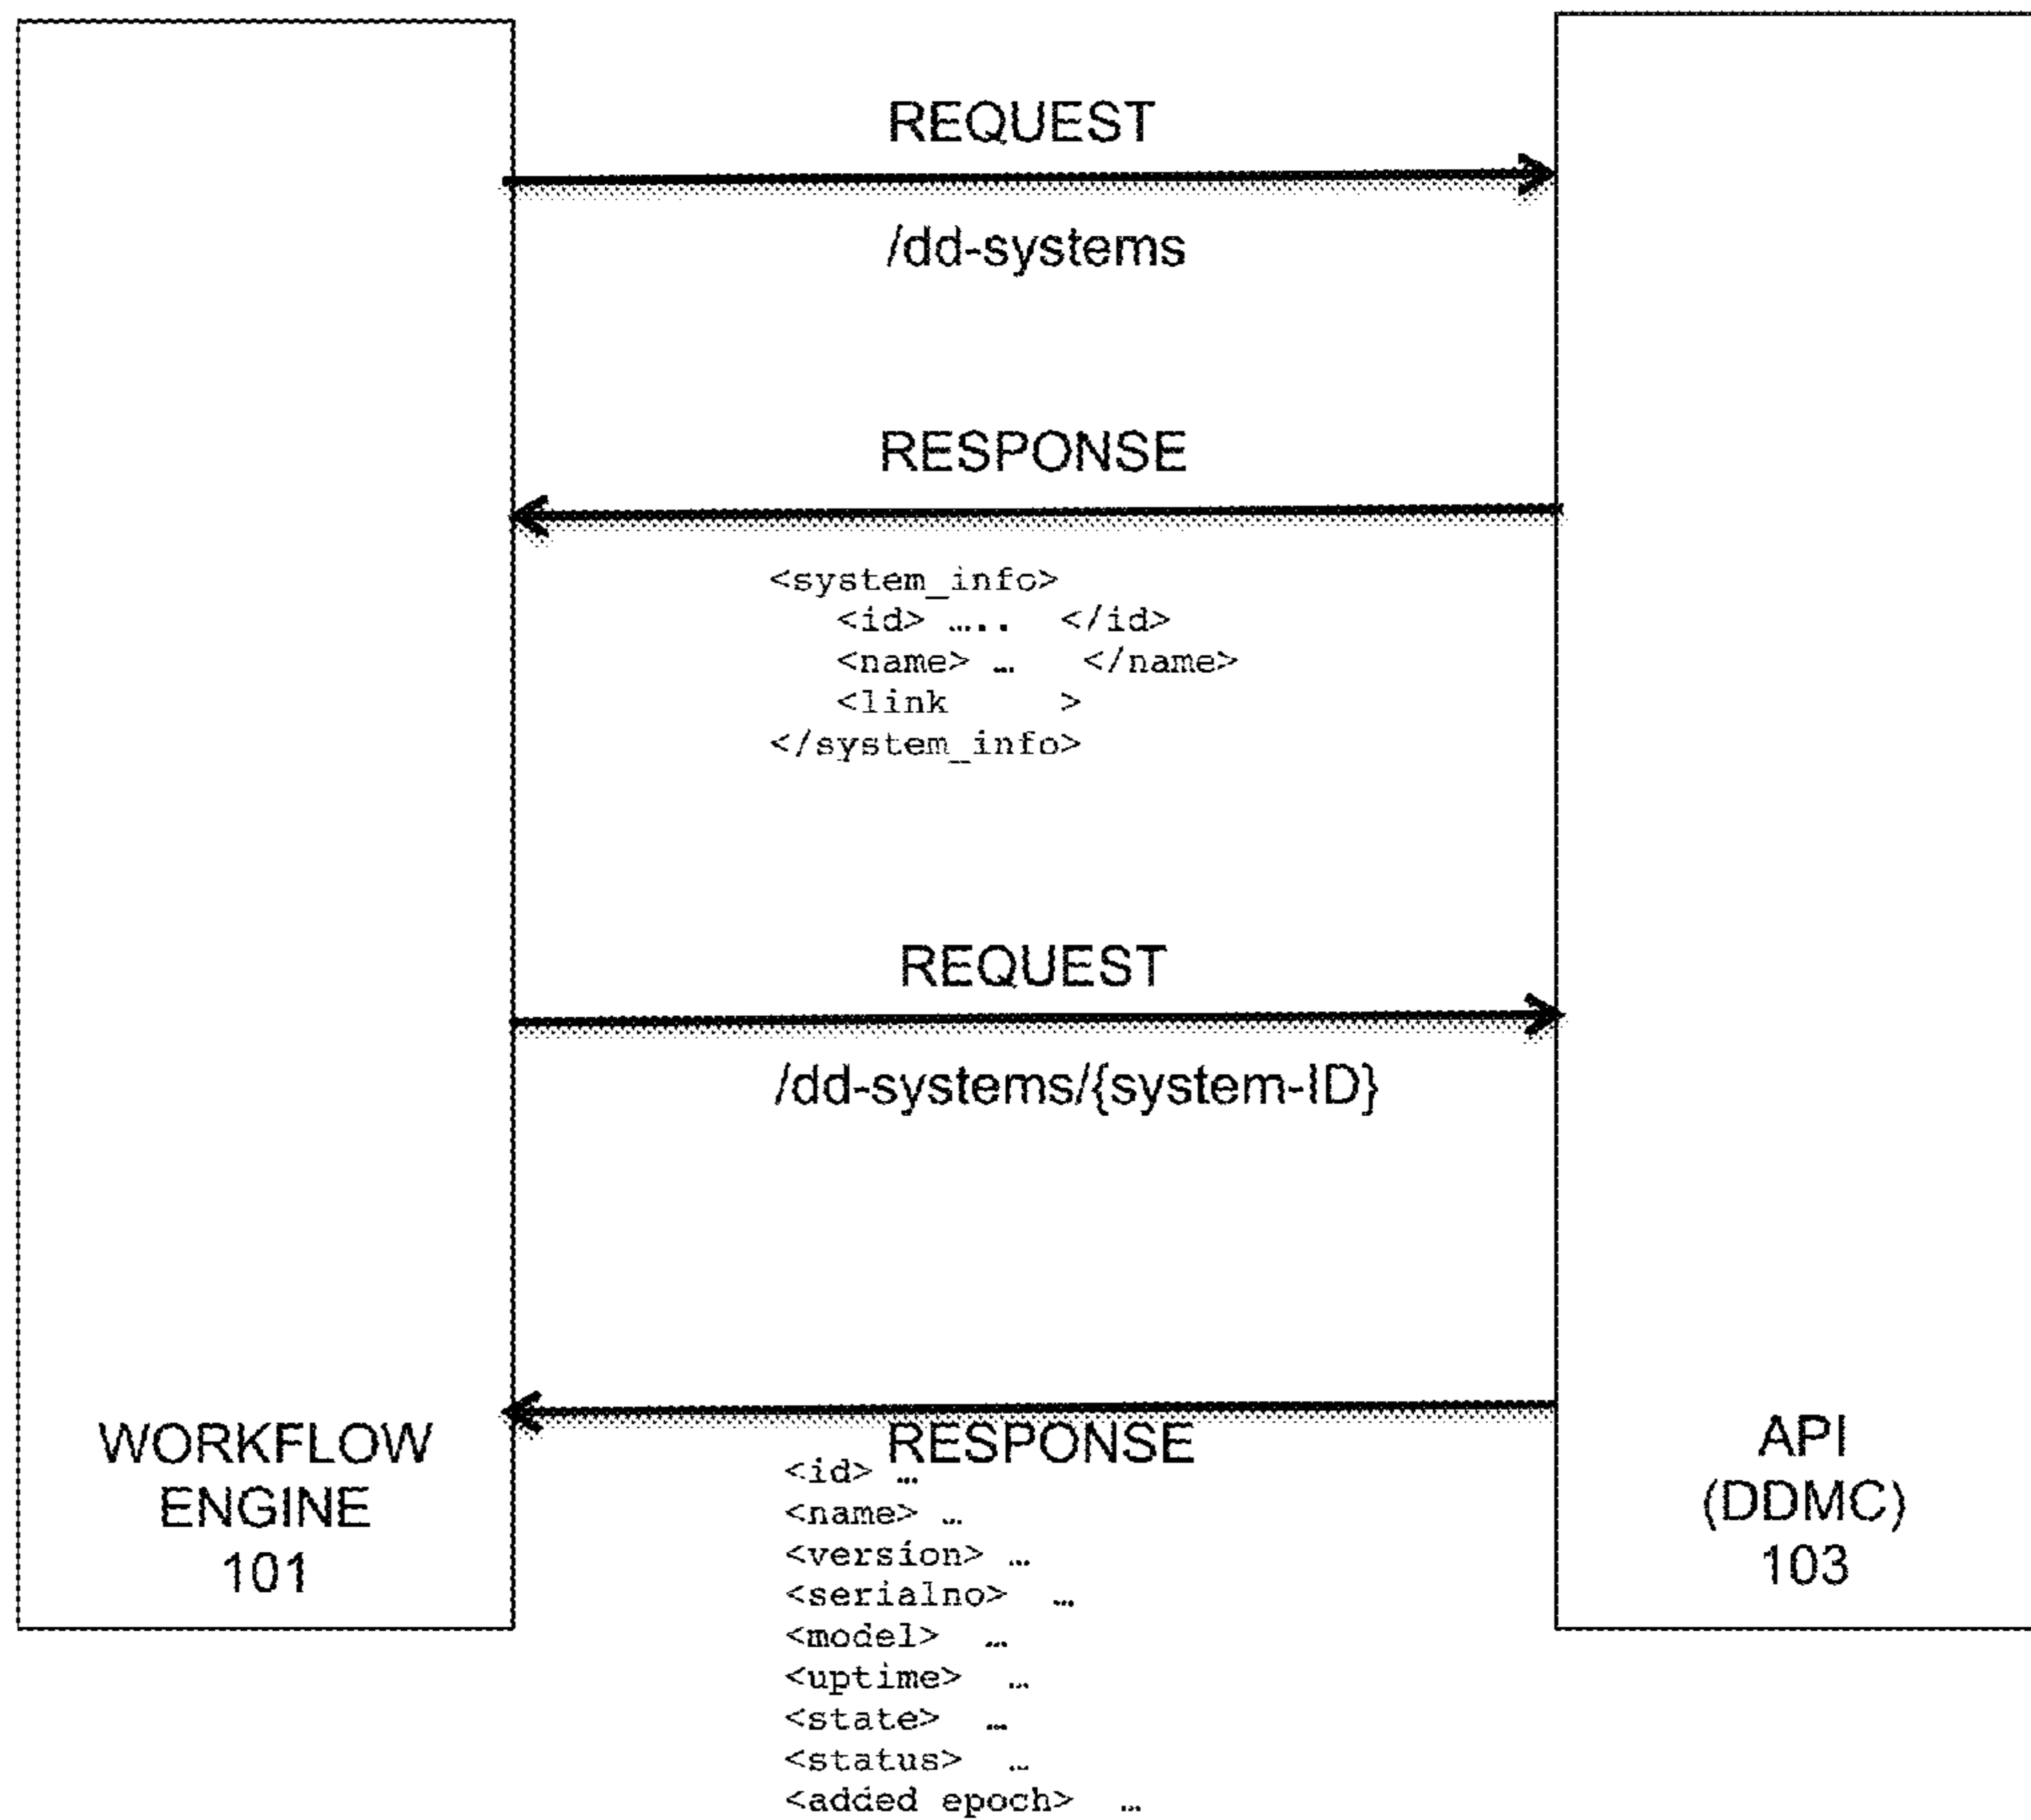 REQUEST
/dd-systems
RESPONSE
<system_info>
<id> ….. </id>
<name> … </name>
<link >
</system_info>
REQUEST
/dd-systems/{system-ID}
RESPONSE
<id> …
<name> …
<version> …
<serialno> …
<model> …
<uptime> …
<state> …
<status> …
<added epoch> …
WORKFLOW
ENGINE
101
API
(DDMC)
103